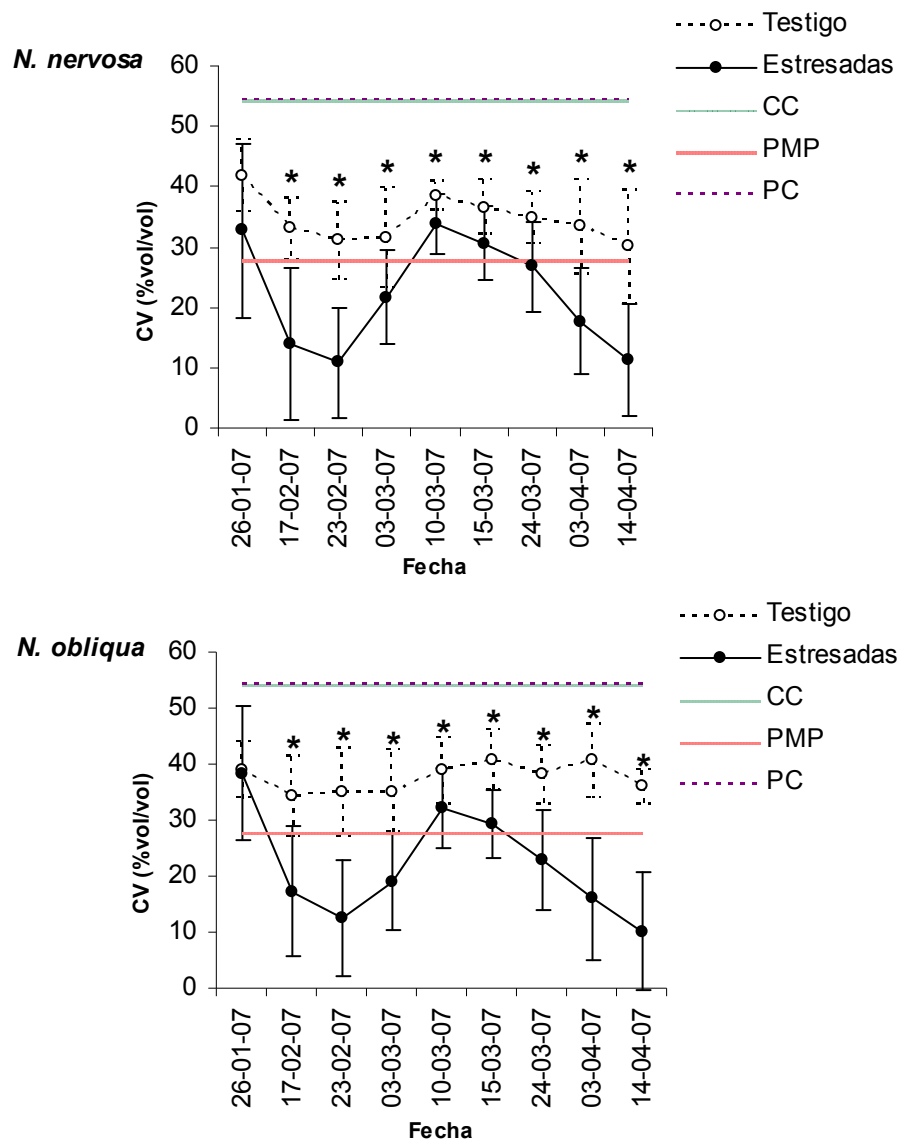 N. nervosa
Testigo
Estresadas
CC
PMP
PC
CV (%vol/vol)
60
50
40
30
20
10
0
* * * * * * * *
26-01-07 17-02-07 23-02-07 03-03-07 10-03-07 15-03-07 24-03-07 03-04-07 14-04-07
Fecha
N. obliqua
Testigo
Estresadas
CC
PMP
PC
CV (%vol/vol)
60
50
40
30
20
10
0
* * * * * * * *
26-01-07 17-02-07 23-02-07 03-03-07 10-03-07 15-03-07 24-03-07 03-04-07 14-04-07
Fecha